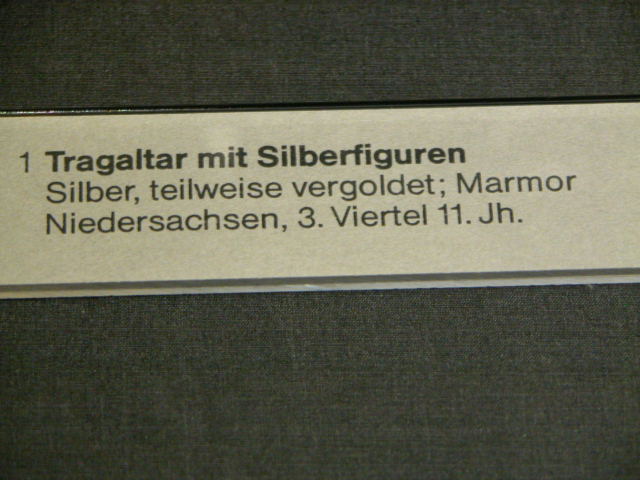 1 Tragaltar mit Silberfiguren
Silber, teilweise vergoldet; Marmor
Niedersachsen, 3. Viertel 11. Jh.